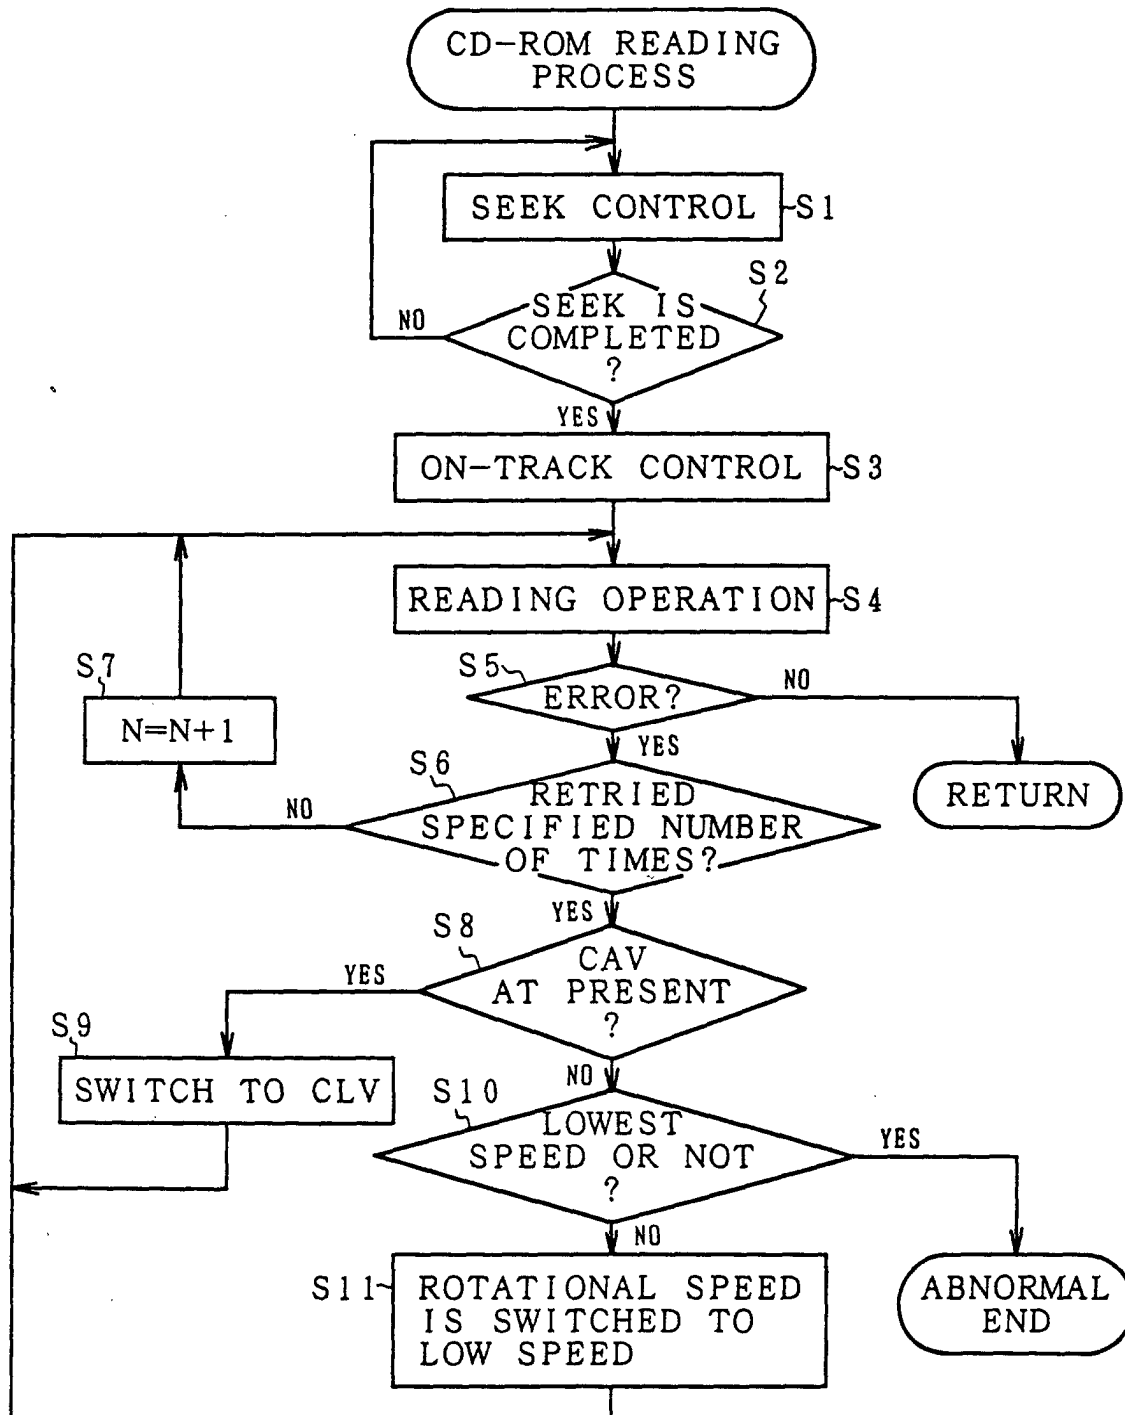 CD-ROM READING
PROCESS
SEEK CONTROL
S1
S2
SEEK IS
COMPLETED
?
NO
YES
ON-TRACK CONTROL
S3
READING OPERATION
S4
S5
ERROR?
NO
YES
S7
N=N+1
RETURN
S6
RETRIED
SPECIFIED NUMBER
OF TIMES?
NO
YES
S8
CAV
AT PRESENT
?
YES
NO
S9
SWITCH TO CLV
S10
LOWEST
SPEED OR NOT
?
YES
NO
S11
ROTATIONAL SPEED
IS SWITCHED TO
LOW SPEED
ABNORMAL
END